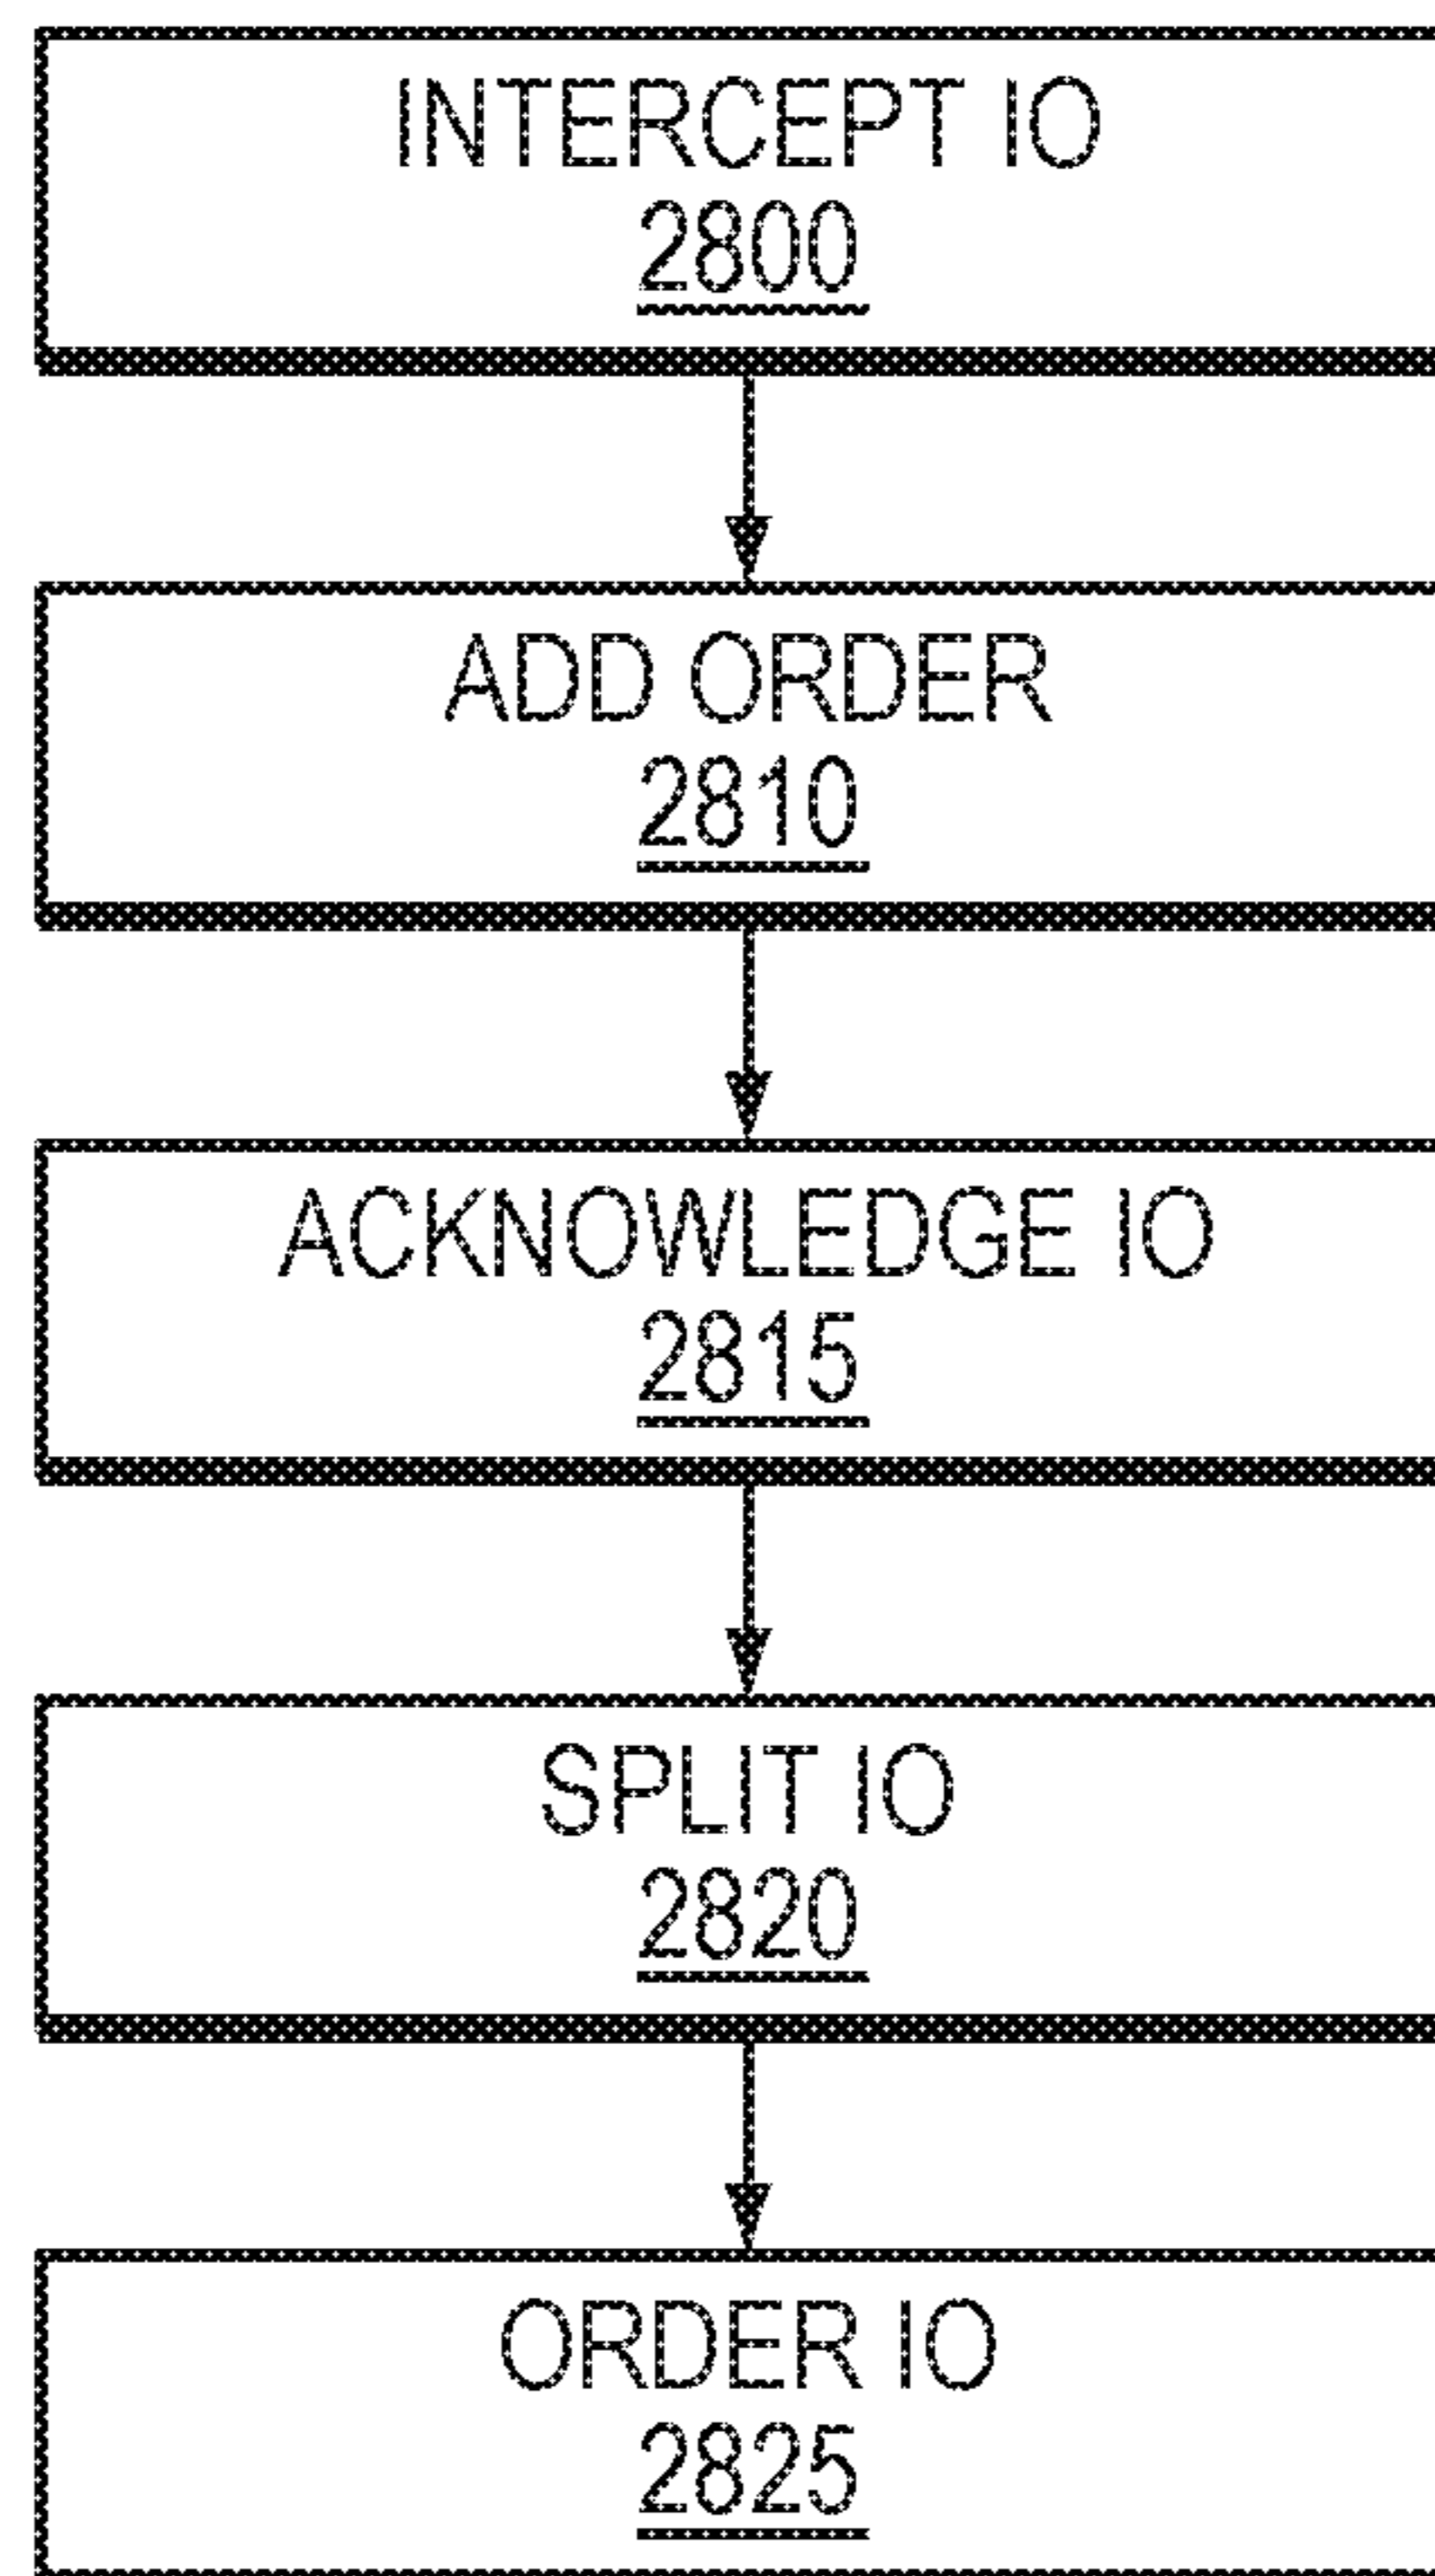 INTERCEPT IO
2800
ADD ORDER
2810
ACKNOWLEDGE IO
2815
SPLIT IO
2820
ORDER IO
2825